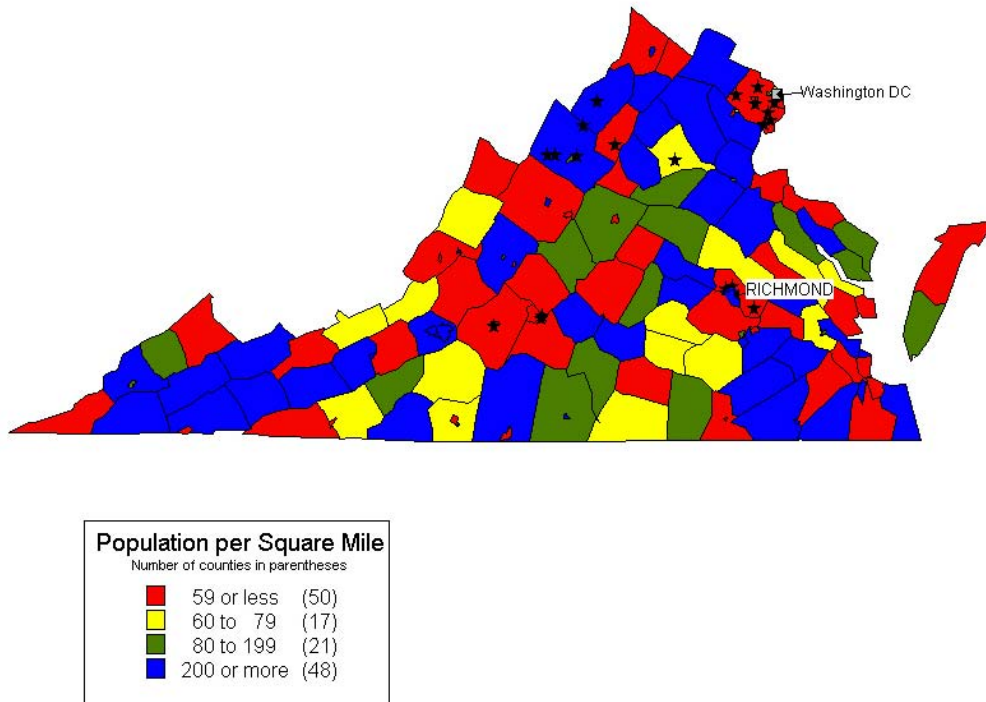 Washington DC
RICHMOND
Population per Square Mile
Number of counties in parentheses
59 or less (50)
60 to 79 (17)
80 to 199 (21)
200 or more (48)